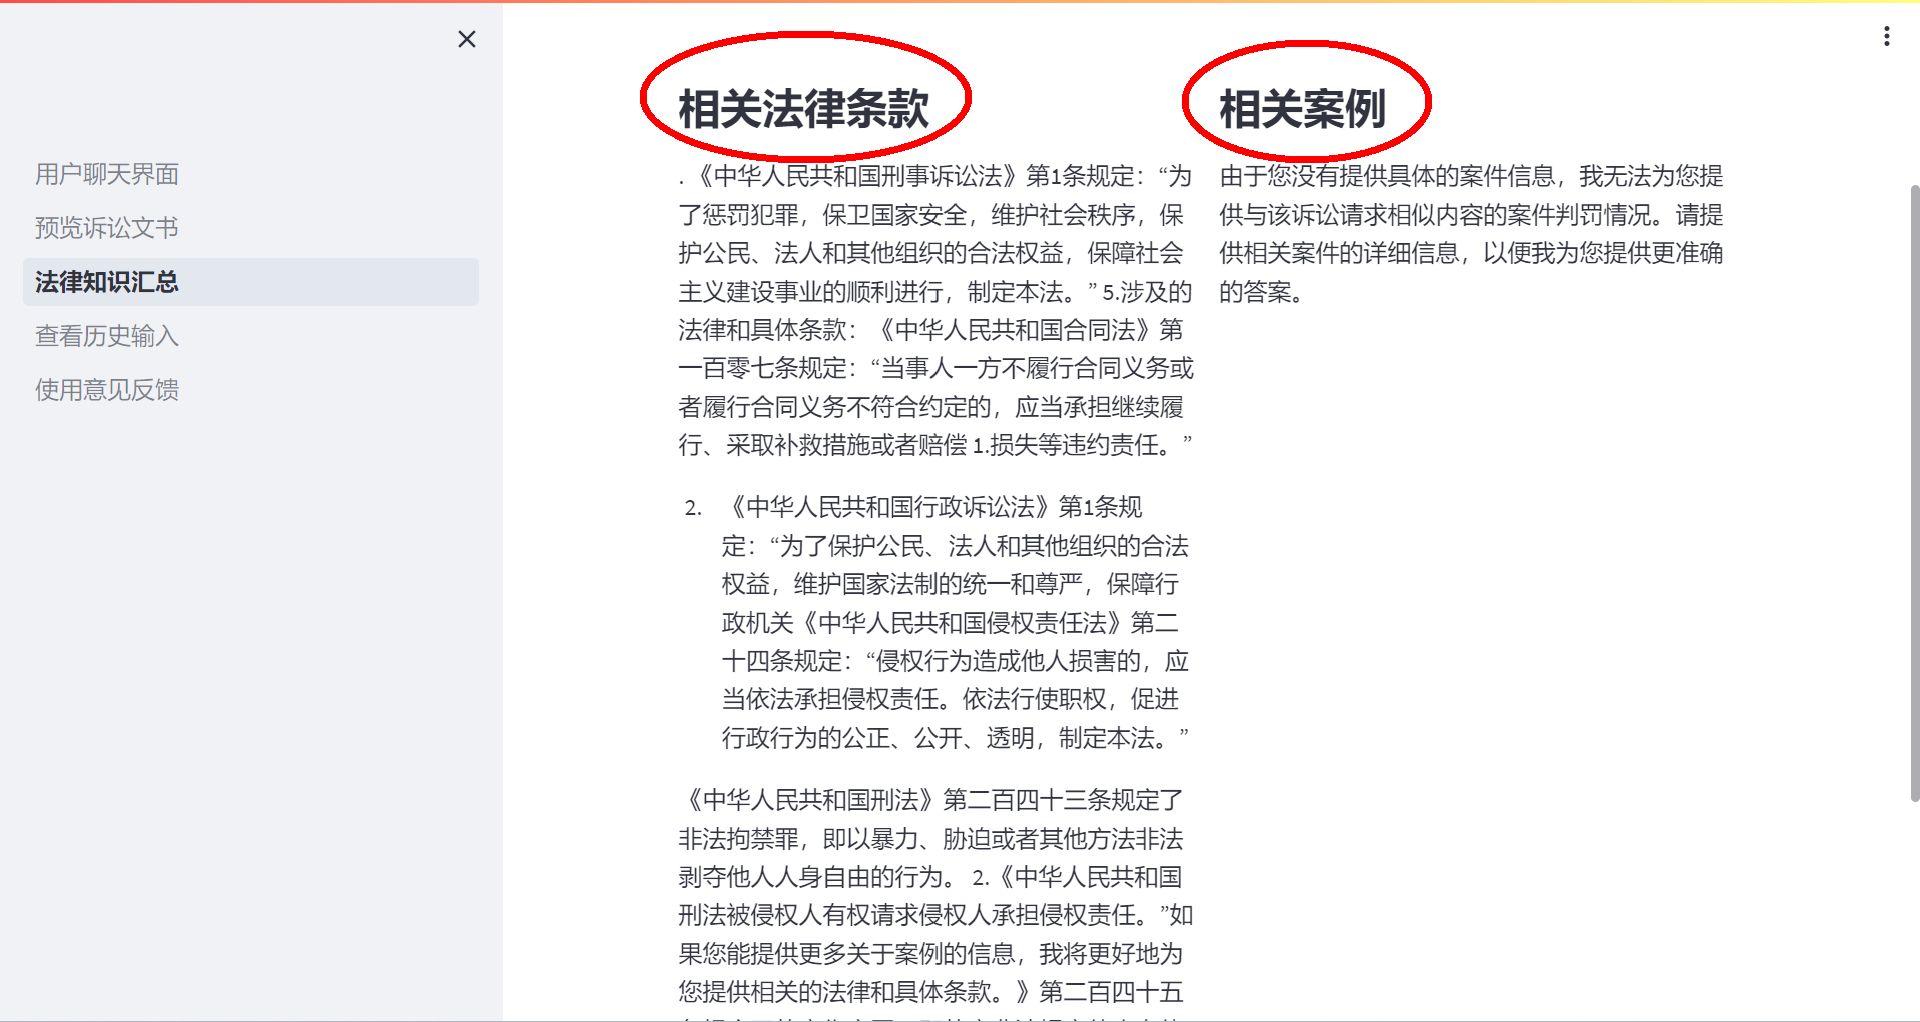 用户聊天界面
预览诉讼文书
法律知识汇总
查看历史输入
使用意见反馈
相关法律条款
.《中华人民共和国刑事诉讼法》第1条规定：“为
了惩罚犯罪，保卫国家安全，维护社会秩序，保
护公民、法人和其他组织的合法权益，保障社会
主义建设事业的顺利进行，制定本法。” 5.涉及的
法律和具体条款：《中华人民共和国合同法》第
一百零七条规定：“当事人一方不履行合同义务或
者履行合同义务不符合约定的，应当承担继续履
行、采取补救措施或者赔偿 1.损失等违约责任。”
2. 《中华人民共和国行政诉讼法》第1条规
定：“为了保护公民、法人和其他组织的合法
权益，维护国家法制的统一和尊严，保障行
政机关《中华人民共和国侵权责任法》第二
十四条规定：“侵权行为造成他人损害的，应
当依法承担侵权责任。依法行使职权，促进
行政行为的公正、公开、透明，制定本法。”
《中华人民共和国刑法》第二百四十三条规定了
非法拘禁罪，即以暴力、胁迫或者其他方法非法
剥夺他人人身自由的行为。 2.《中华人民共和国
刑法被侵权人有权请求侵权人承担侵权责任。”如
果您能提供更多关于案例的信息，我将更好地为
您提供相关的法律和具体条款。》第二百四十五
相关案例
由于您没有提供具体的案件信息，我无法为您提
供与该诉讼请求相似内容的案件判罚情况。请提
供相关案件的详细信息，以便我为您提供更准确
的答案。